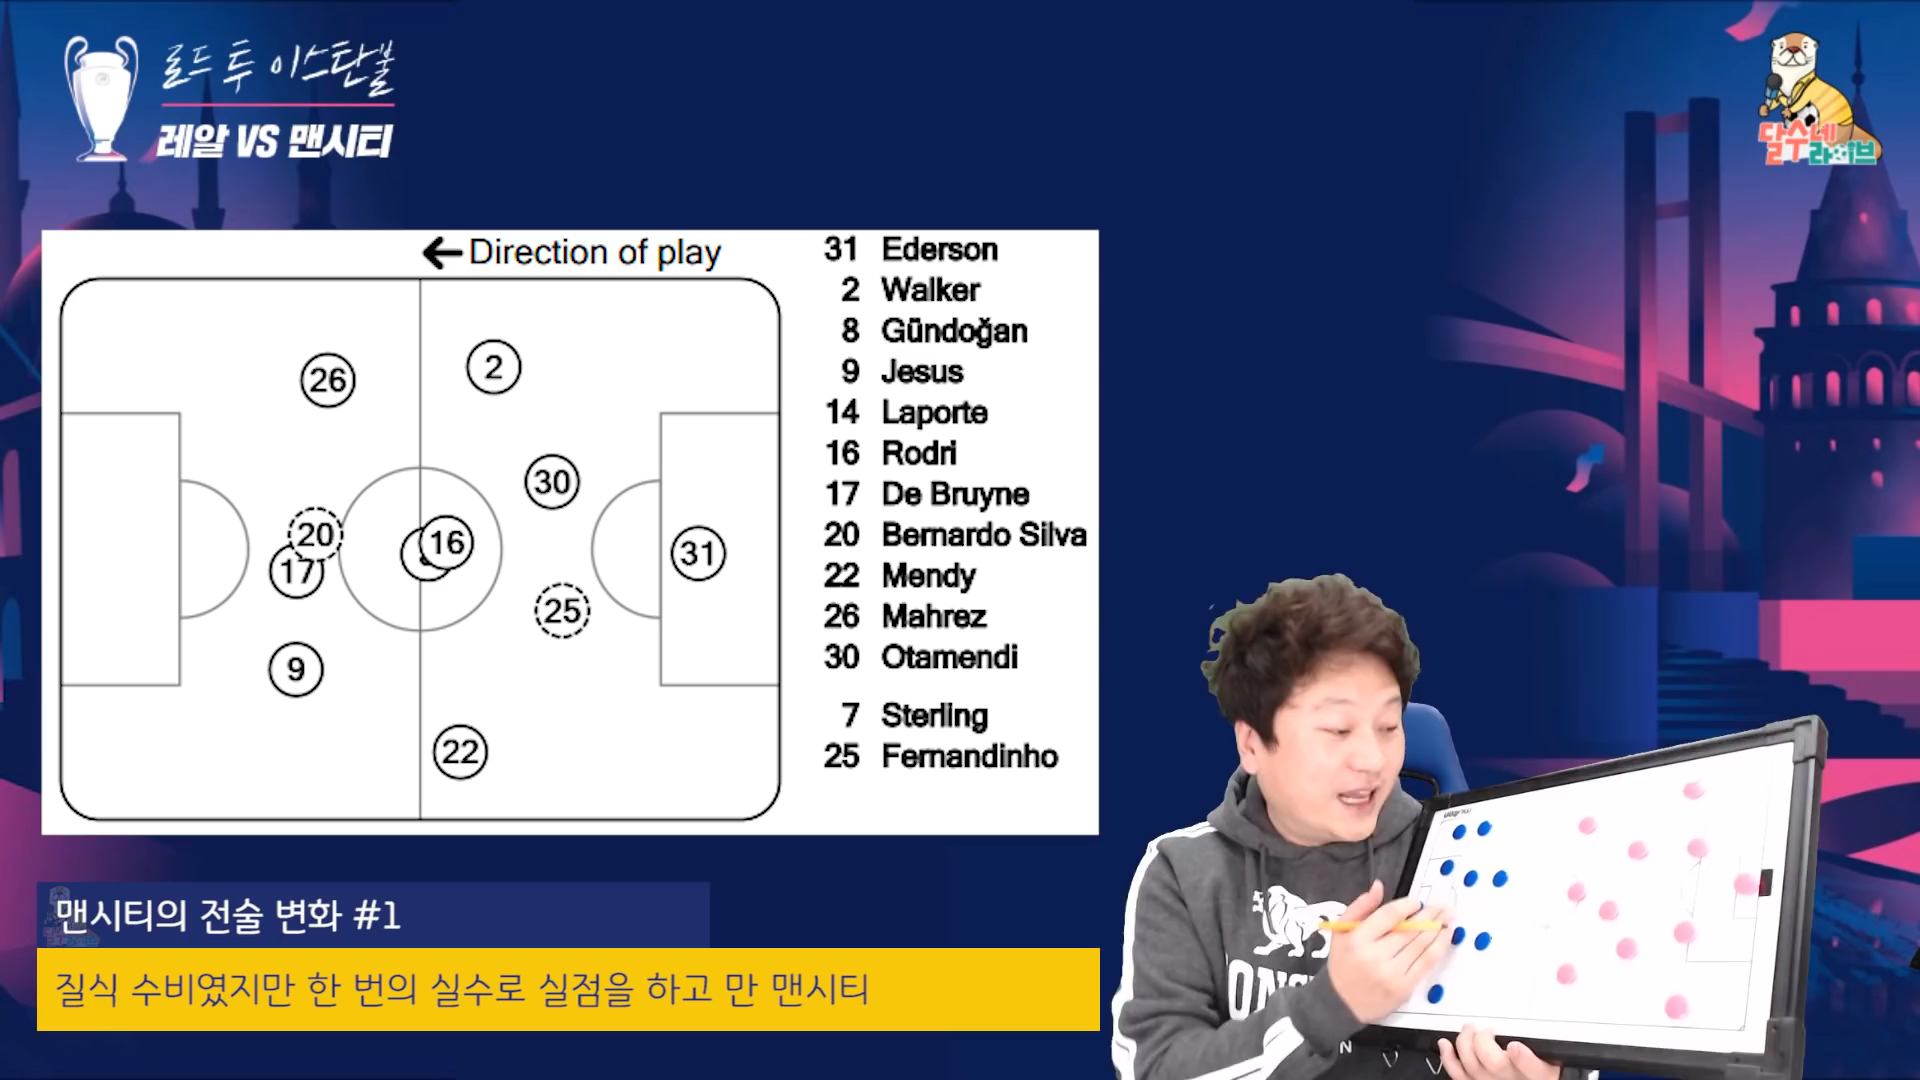 로드 투 이스탄불
레알 VS 맨시티
달수네
라이브
← Direction of play
26
2
30
20
17
16
31
25
9
22
31 Ederson
2 Walker
8 Gündoğan
9 Jesus
14 Laporte
16 Rodri
17 De Bruyne
20 Bernardo Silva
22 Mendy
26 Mahrez
30 Otamendi
7 Sterling
25 Fernandinho
맨시티의 전술 변화 #1
질식 수비였지만 한 번의 실수로 실점을 하고 만 맨시티